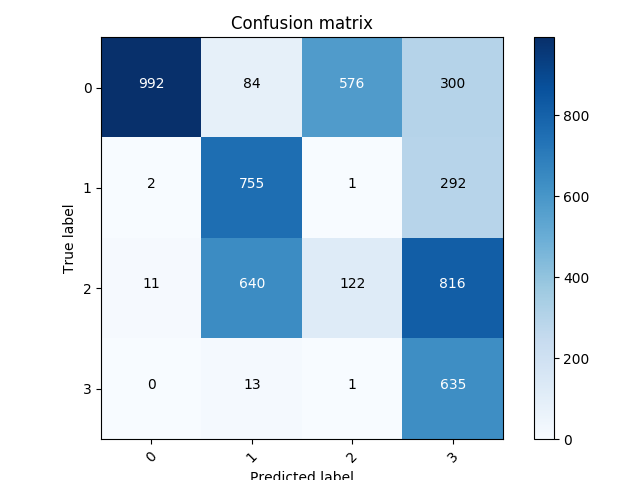 Confusion matrix
0 992 84 576 300
1 2 755 1 292
2 11 640 122 816
3 0 13 1 635
0 1 2 3
True label
Predicted label
800
600
400
200
0